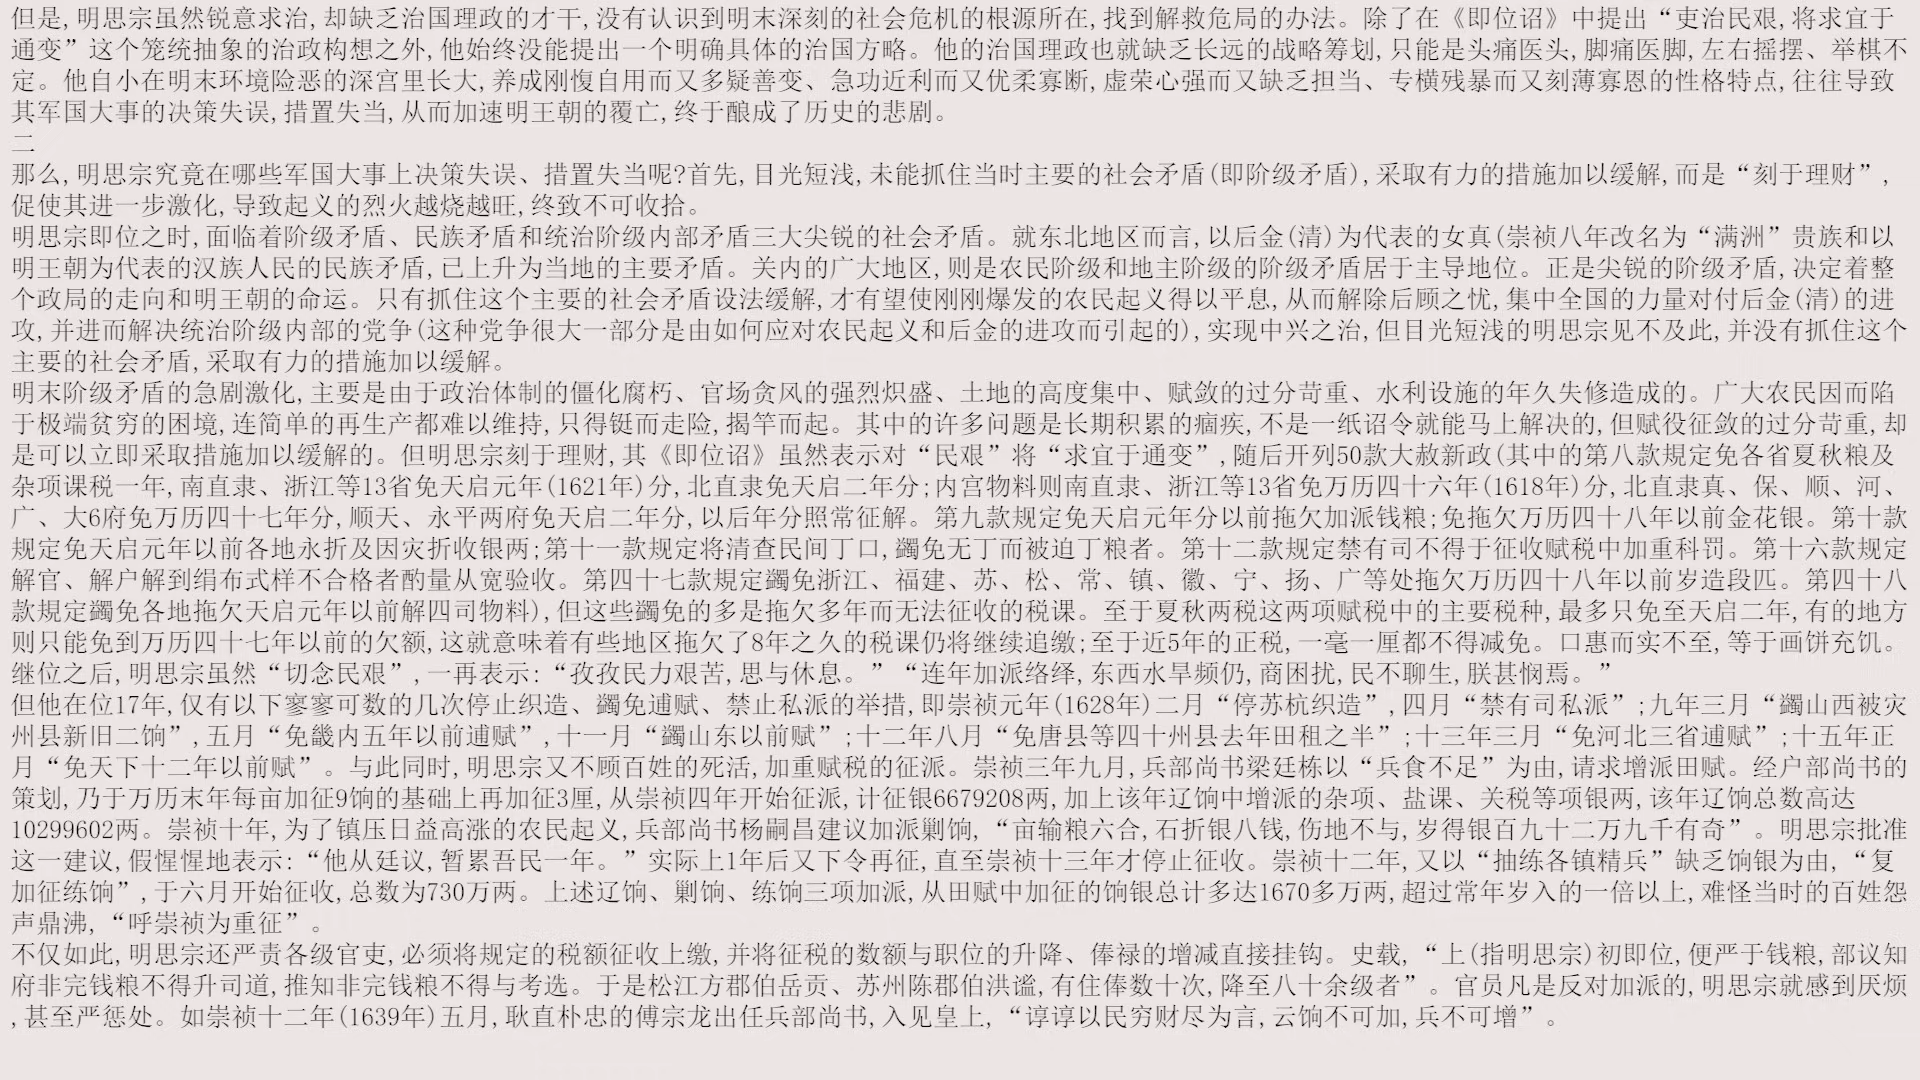 但是,明思宗虽然锐意求治,却缺乏治国理政的才干,没有认识到明末深刻的社会危机的根源所在,找到解救危局的办法。除了在《即位诏》中提出“吏治民艰,将求宜于
通变”这个笼统抽象的治政构想之外,他始终没能提出一个明确具体的治国方略。他的治国理政也就缺乏长远的战略筹划,只能是头痛医头,脚痛医脚,左右摇摆、举棋不
定。他自小在明末环境险恶的深宫里长大,养成刚愎自用而又多疑善变、急功近利而又优柔寡断,虚荣心强而又缺乏担当、专横残暴而又刻薄寡恩的性格特点,往往导致
其军国大事的决策失误,措置失当,从而加速明王朝的覆亡,终于酿成了历史的悲剧。
二
那么,明思宗究竟在哪些军国大事上决策失误、措置失当呢?首先,目光短浅,未能抓住当时主要的社会矛盾(即阶级矛盾),采取有力的措施加以缓解,而是“刻于理财”,
促使其进一步激化,导致起义的烈火越烧越旺,终致不可收拾。
明思宗即位之时,面临着阶级矛盾、民族矛盾和统治阶级内部矛盾三大尖锐的社会矛盾。就东北地区而言,以后金(清)为代表的女真(崇祯八年改名为“满洲”贵族和以
明王朝为代表的汉族人民的民族矛盾,已上升为当地的主要矛盾。关内的广大地区,则是农民阶级和地主阶级的阶级矛盾居于主导地位。正是尖锐的阶级矛盾,决定着整
个政局的走向和明王朝的命运。只有抓住这个主要的社会矛盾设法缓解,才有望使刚刚爆发的农民起义得以平息,从而解除后顾之忧,集中全国的力量对付后金(清)的进
攻,并进而解决统治阶级内部的党争(这种党争很大一部分是由如何应对农民起义和后金的进攻而引起的),实现中兴之治,但目光短浅的明思宗见不及此,并没有抓住这个
主要的社会矛盾,采取有力的措施加以缓解。
明末阶级矛盾的急剧激化,主要是由于政治体制的僵化腐朽、官场贪风的强烈炽盛、土地的高度集中、赋敛的过分苛重、水利设施的年久失修造成的。广大农民因而陷
于极端贫穷的困境,连简单的再生产都难以维持,只得铤而走险,揭竿而起。其中的许多问题是长期积累的痼疾,不是一纸诏令就能马上解决的,但赋役征敛的过分苛重,却
是可以立即采取措施加以缓解的。但明思宗刻于理财,其《即位诏》虽然表示对“民艰”将“求宜于通变”,随后开列50款大赦新政(其中的第八款规定免各省夏秋粮及
杂项课税一年,南直隶、浙江等13省免天启元年(1621年)分,北直隶免天启二年分;内宫物料则南直隶、浙江等13省免万历四十六年(1618年)分,北直隶真、保、顺、河、
广、大6府免万历四十七年分,顺天、永平两府免天启二年分,以后年分照常征解。第九款规定免天启元年分以前拖欠加派钱粮;免拖欠万历四十八年以前金花银。第十款
规定免天启元年以前各地永折及因灾折收银两;第十一款规定将清查民间丁口,蠲免无丁而被迫丁粮者。第十二款规定禁有司不得于征收赋税中加重科罚。第十六款规定
解官、解户解到绢布式样不合格者酌量从宽验收。第四十七款规定蠲免浙江、福建、苏、松、常、镇、徽、宁、扬、广等处拖欠万历四十八年以前岁造段匹。第四十八
款规定蠲免各地拖欠天启元年以前解四司物料),但这些蠲免的多是拖欠多年而无法征收的税课。至于夏秋两税这两项赋税中的主要税种,最多只免至天启二年,有的地方
则只能免到万历四十七年以前的欠额,这就意味着有些地区拖欠了8年之久的税课仍将继续追缴;至于近5年的正税,一毫一厘都不得减免。口惠而实不至,等于画饼充饥。
继位之后,明思宗虽然“切念民艰”,一再表示:“孜孜民力艰苦,思与休息。”“连年加派络绎,东西水旱频仍,商困扰,民不聊生,朕甚悯焉。”
但他在位17年,仅有以下寥寥可数的几次停止织造、蠲免逋赋、禁止私派的举措,即崇祯元年(1628年)二月“停苏杭织造”,四月“禁有司私派”;九年三月“蠲山西被灾
州县新旧二饷”,五月“免畿内五年以前逋赋”,十一月“蠲山东以前赋”;十二年八月“免唐县等四十州县去年田租之半”;十三年三月“免河北三省逋赋”;十五年正
月“免天下十二年以前赋”。与此同时,明思宗又不顾百姓的死活,加重赋税的征派。崇祯三年九月,兵部尚书梁廷栋以“兵食不足”为由,请求增派田赋。经户部尚书的
策划,乃于万历末年每亩加征9饷的基础上再加征3厘,从崇祯四年开始征派,计征银6679208两,加上该年辽饷中增派的杂项、盐课、关税等项银两,该年辽饷总数高达
10299602两。崇祯十年,为了镇压日益高涨的农民起义,兵部尚书杨嗣昌建议加派剿饷,“亩输粮六合,石折银八钱,伤地不与,岁得银百九十二万九千有奇”。明思宗批准
这一建议,假惺惺地表示:“他从廷议,暂累吾民一年。”实际上1年后又下令再征,直至崇祯十三年才停止征收。崇祯十二年,又以“抽练各镇精兵”缺乏饷银为由,“复
加征练饷”,于六月开始征收,总数为730万两。上述辽饷、剿饷、练饷三项加派,从田赋中加征的饷银总计多达1670多万两,超过常年岁入的一倍以上,难怪当时的百姓怨
声鼎沸,“呼崇祯为重征”。
不仅如此,明思宗还严责各级官吏,必须将规定的税额征收上缴,并将征税的数额与职位的升降、俸禄的增减直接挂钩。史载,“上(指明思宗)初即位,便严于钱粮,部议知
府非完钱粮不得升司道,推知非完钱粮不得与考选。于是松江方郡伯岳贡、苏州陈郡伯洪谧,有住俸数十次,降至八十余级者”。官员凡是反对加派的,明思宗就感到厌烦
,甚至严惩处。如崇祯十二年(1639年)五月,耿直朴忠的傅宗龙出任兵部尚书,入见皇上,“谆谆以民穷财尽为言,云饷不可加,兵不可增”。